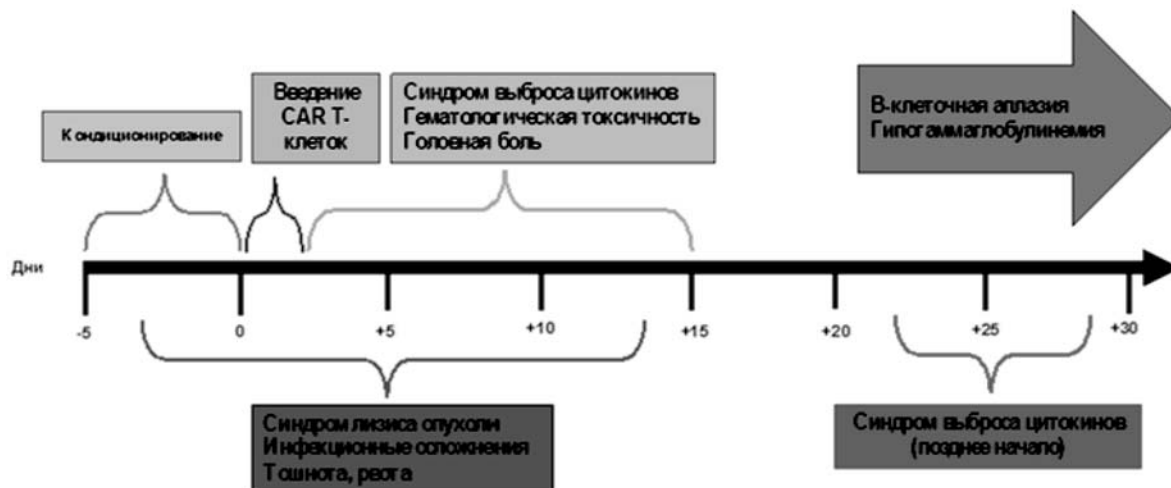 Кондиционирование
Введение
CAR T-
клеток
Синдром выброса цитокинов
Гематологическая токсичность
Головная боль
В-клеточная аплазия
Гипогаммаглобулинемия
Дни
-5
0
+5
+10
+15
+20
+25
+30
Синдром лизиса опухоли
Инфекционные осложнения
Тошнота, рвота
Синдром выброса цитокинов
(позднее начало)